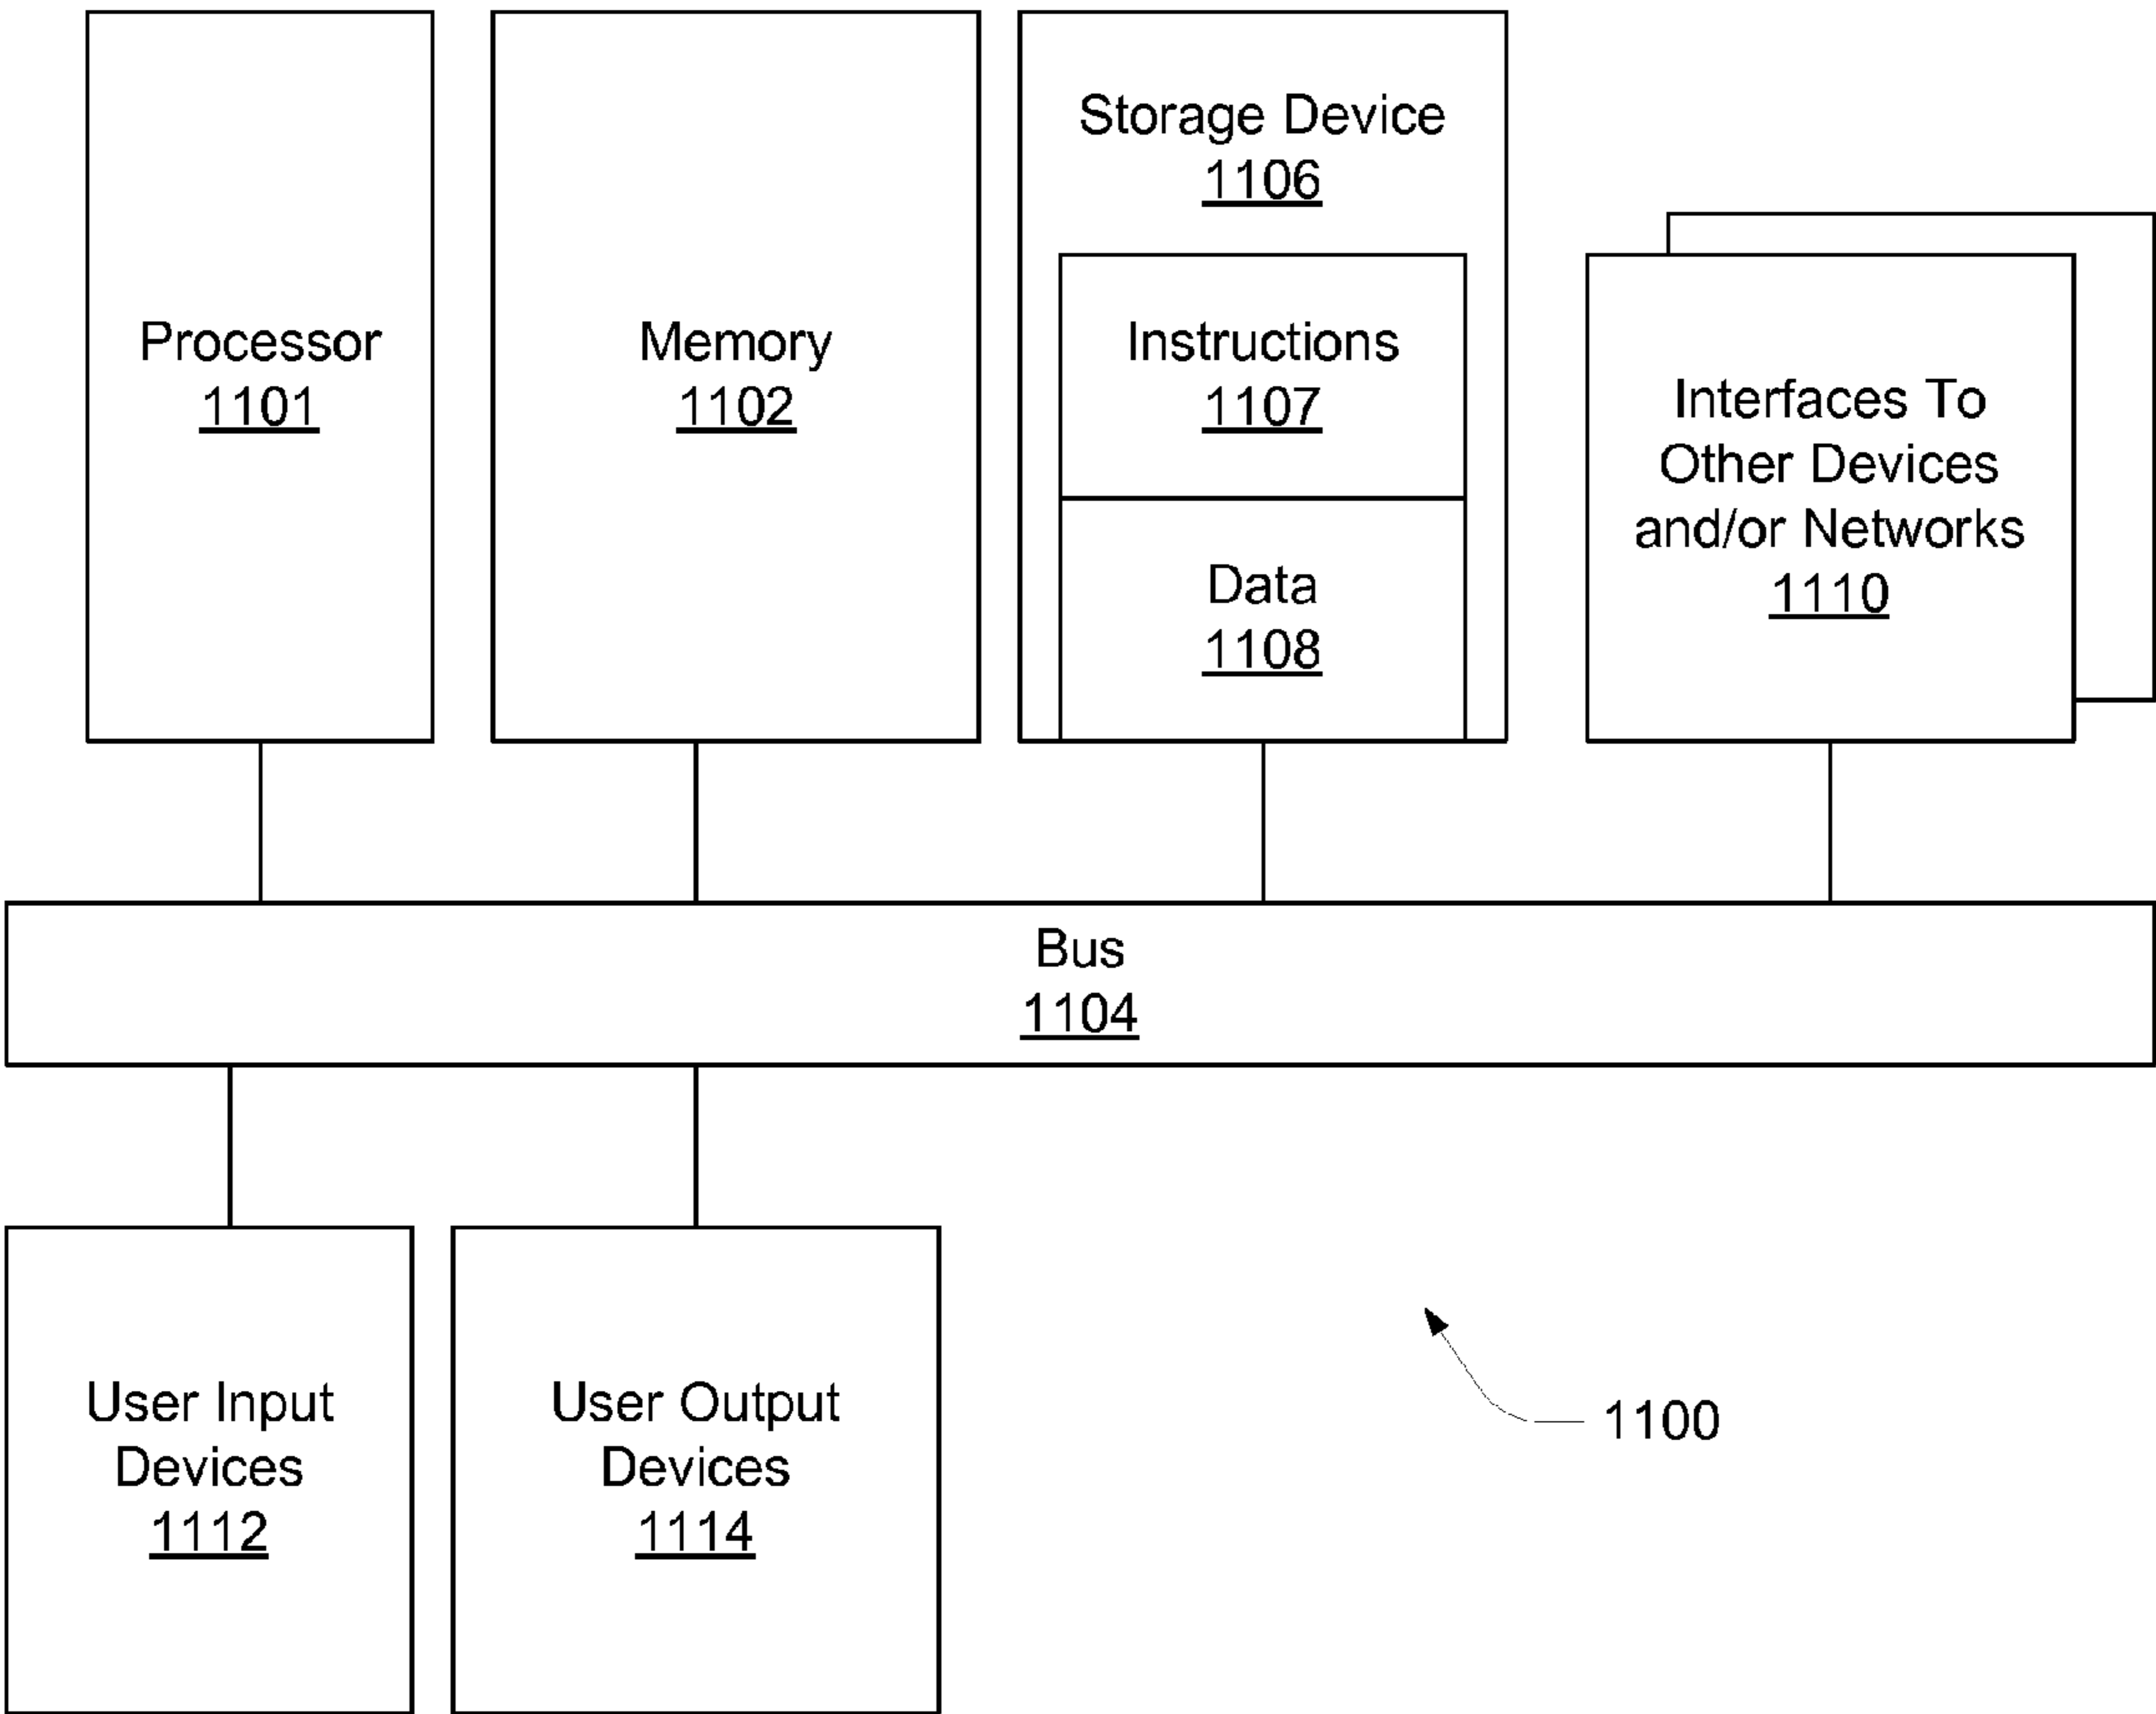 Processor
1101
Memory
1102
Storage Device
1106
Instructions
1107
Data
1108
Interfaces To
Other Devices
and/or Networks
1110
Bus
1104
User Input
Devices
1112
User Output
Devices
1114
1100